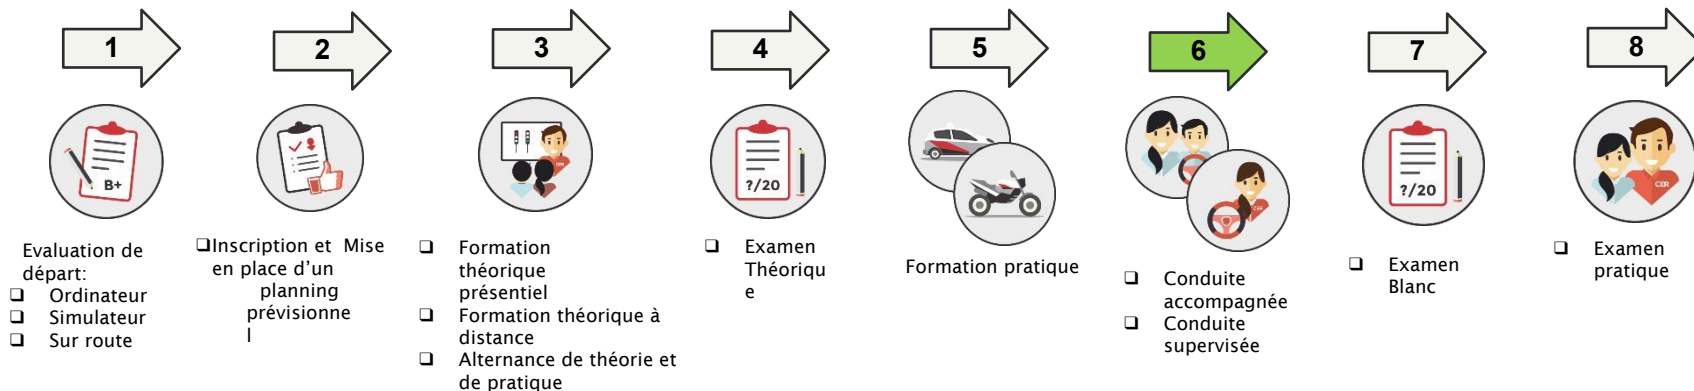 1
2
3
4
5
6
7
8
B+
?/20
CER
?/20
CER
Evaluation de
départ:
❑ Ordinateur
❑ Simulateur
❑ Sur route
❑Inscription et Mise
en place d’un
planning
prévisionne
l
❑ Formation
théorique
présentiel
❑ Formation théorique à
distance
❑ Alternance de théorie et
de pratique
❑ Examen
Théoriqu
e
Formation pratique
❑ Conduite
accompagnée
❑ Conduite
supervisée
❑ Examen
Blanc
❑ Examen
pratique